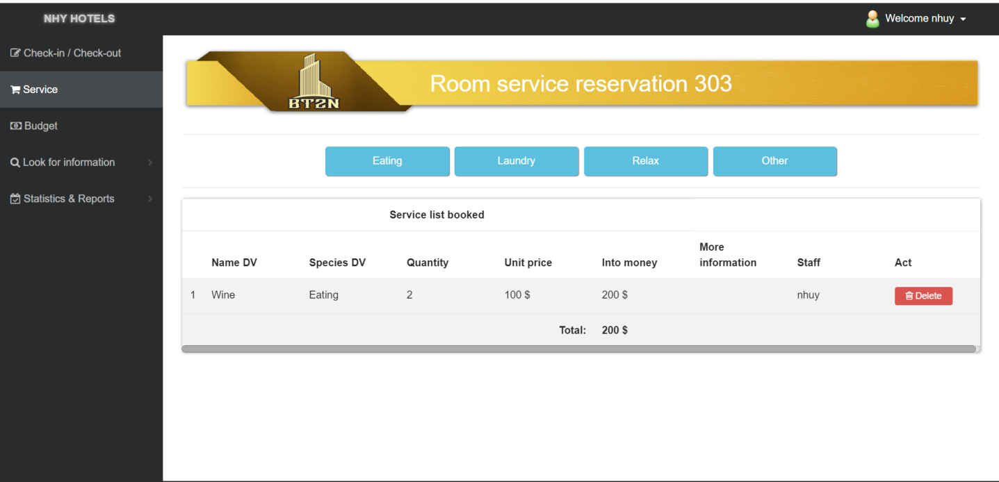 NHY HOTELS
Welcome nhuy
Check-in / Check-out
Service
Budget
Look for information
Statistics & Reports
BT2N
Room service reservation 303
Eating Laundry Relax Other
Service list booked
Name DV Species DV Quantity Unit price Into money More information Staff Act
1 Wine Eating 2 100 $ 200 $ nhuy Delete
Total: 200 $